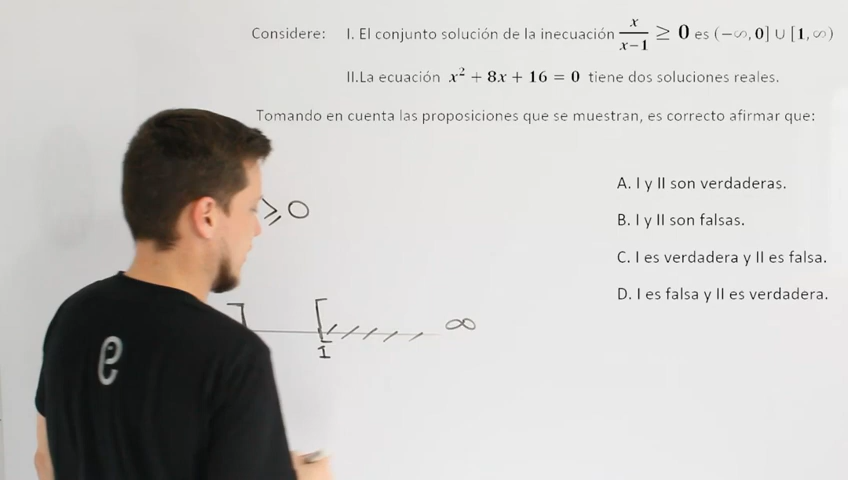 Considere: I. El conjunto solución de la inecuación x/x−1 ≥ 0 es (−∞, 0] ∪ [1, ∞)
II.La ecuación x² + 8x + 16 = 0 tiene dos soluciones reales.
Tomando en cuenta las proposiciones que se muestran, es correcto afirmar que:
A. I y II son verdaderas.
B. I y II son falsas.
C. I es verdadera y II es falsa.
D. I es falsa y II es verdadera.
≥ 0
] [ ∞
1
e